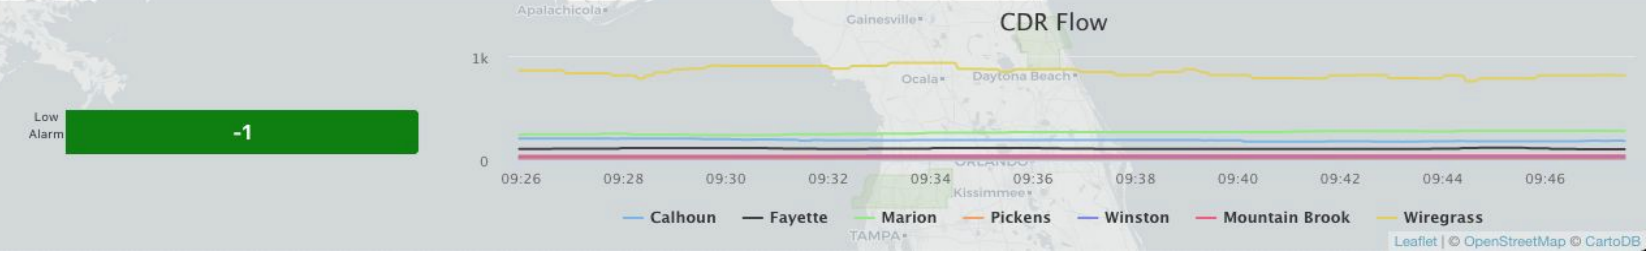 Apalachicola
Gainesville
CDR Flow
1k
Ocala
Daytona Beach
Low
Alarm
-1
0
ORLANDO
09:26 09:28 09:30 09:32 09:34 09:36 09:38 09:40 09:42 09:44 09:46
Kissimmee
Calhoun Fayette Marion Pickens Winston Mountain Brook Wiregrass
TAMPA
Leaflet | © OpenStreetMap © CartoDB